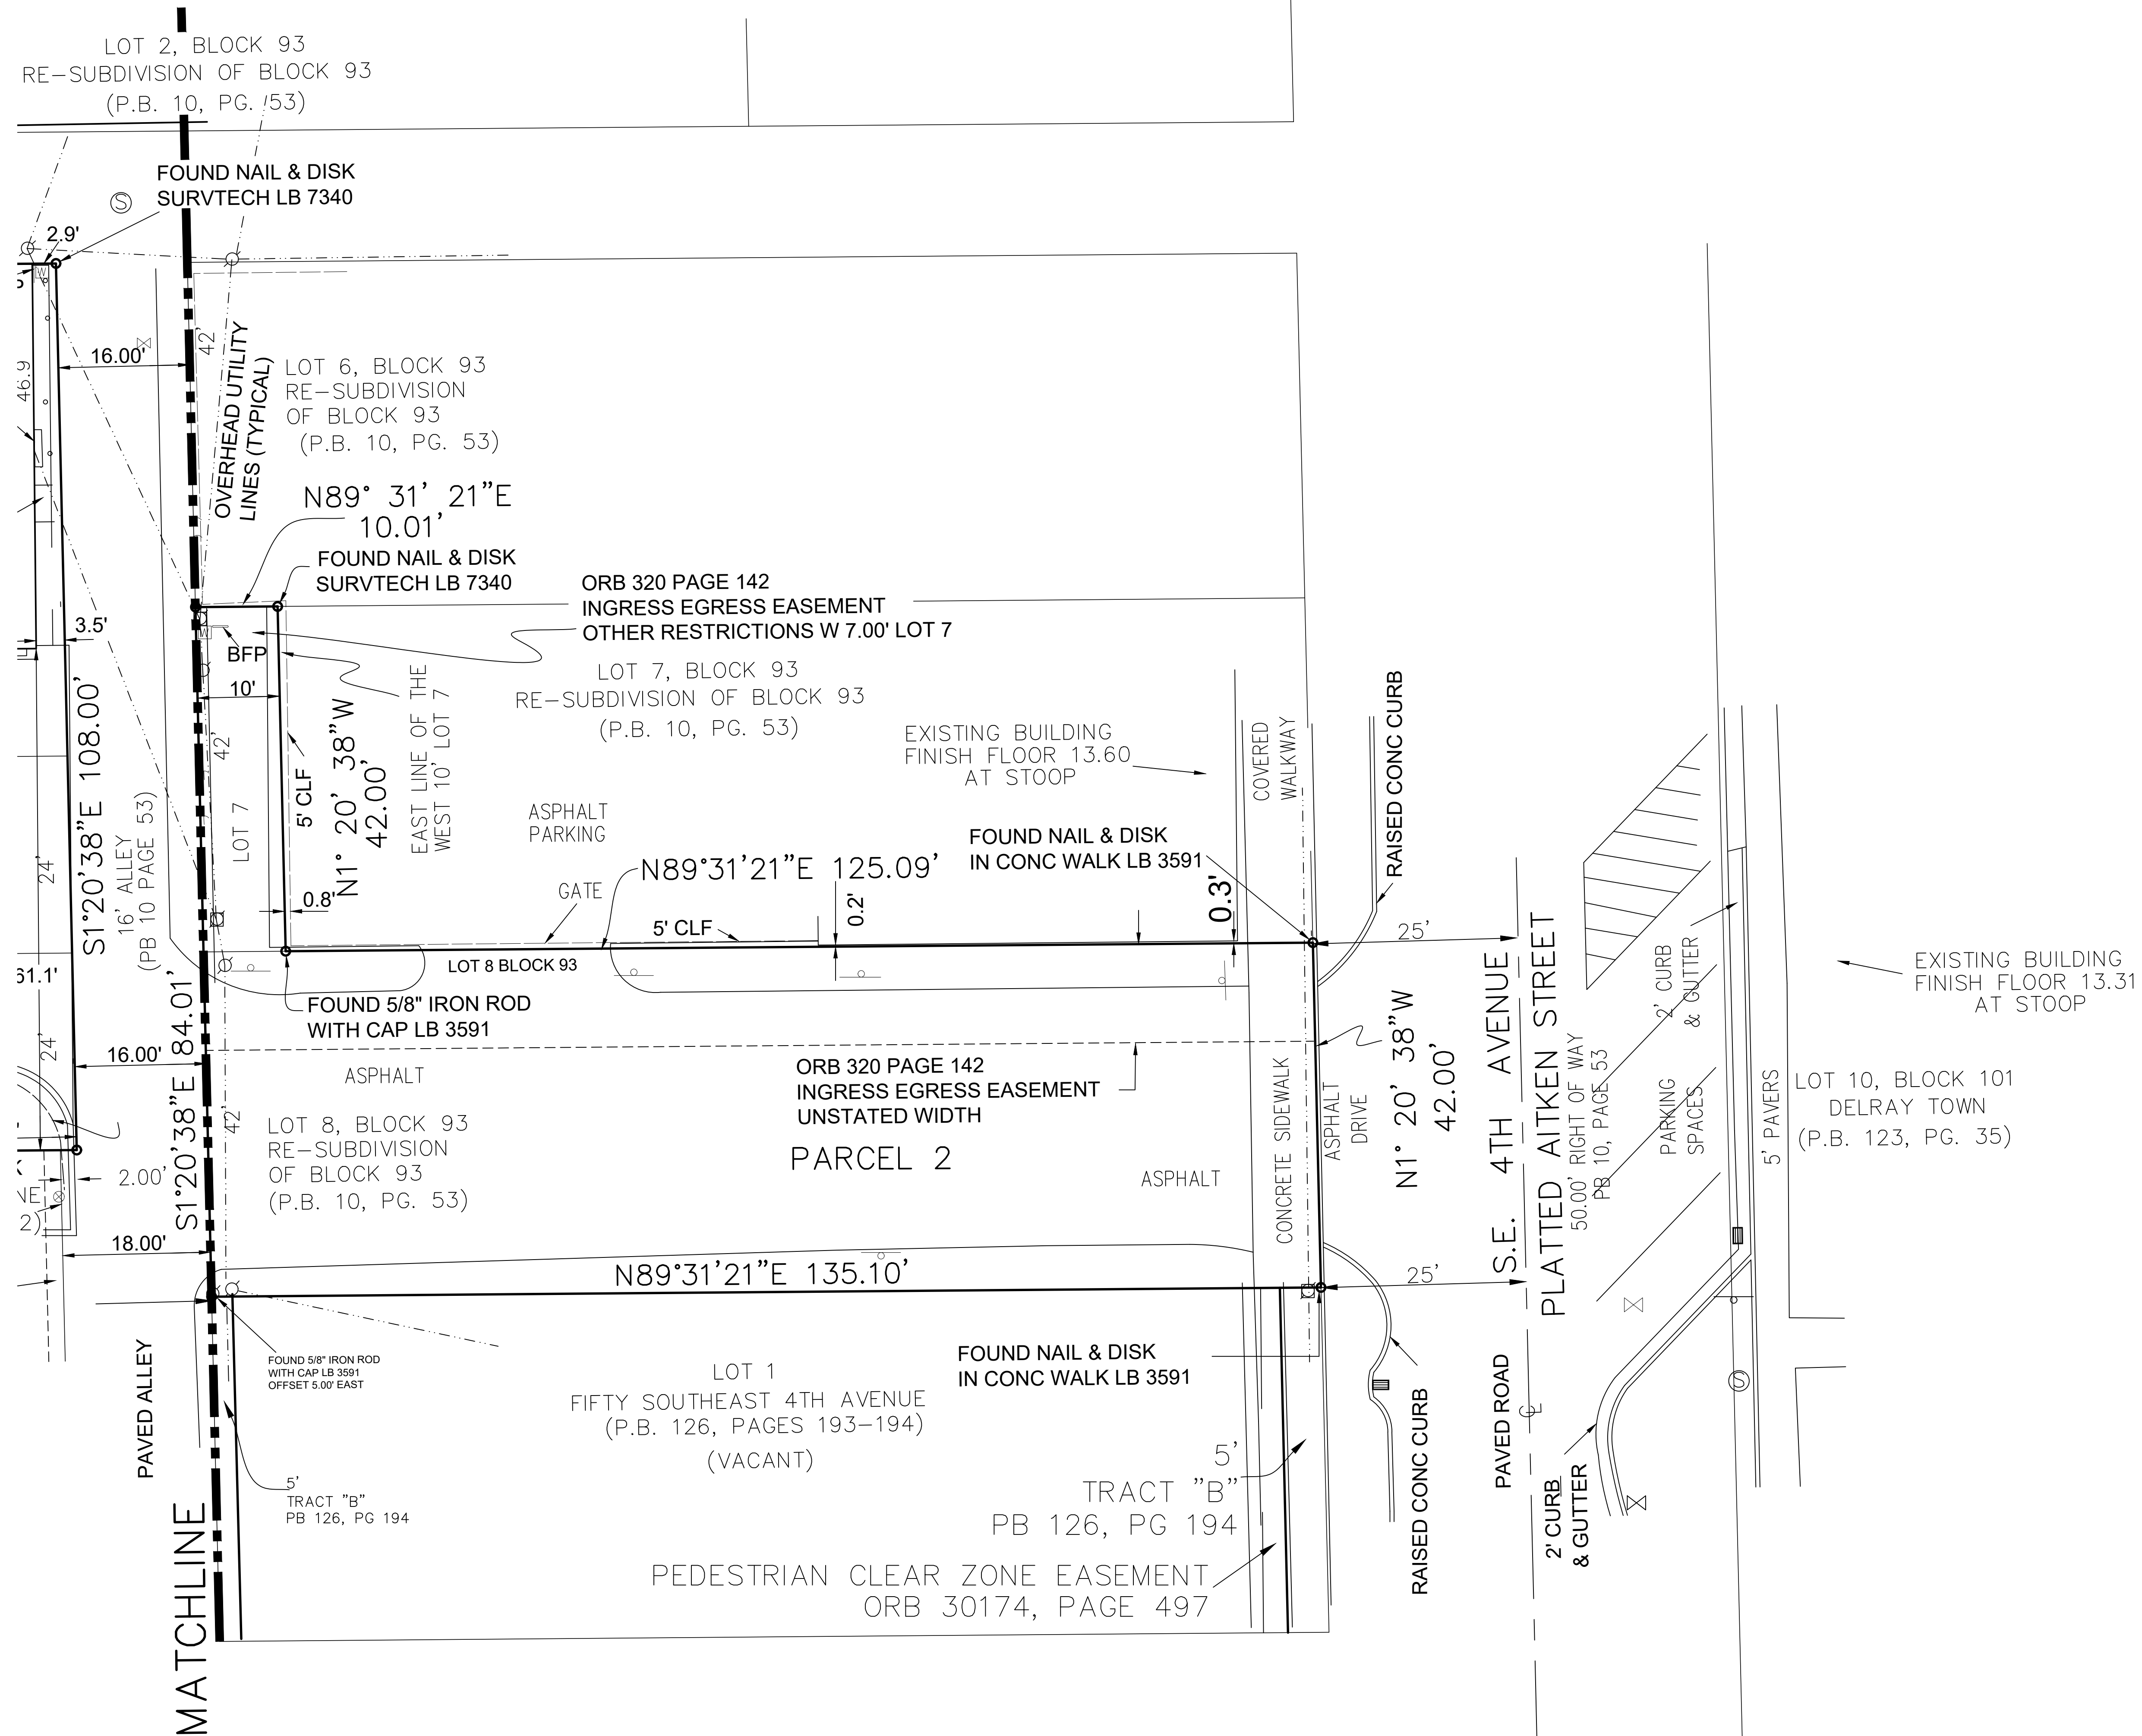 LOT 2, BLOCK 93
RE-SUBDIVISION OF BLOCK 93
(P.B. 10, PG. 53)
FOUND NAIL & DISK
SURVTECH LB 7340
S
2.9'
W
16.00'
42'
46.9
OVERHEAD UTILITY
LINES (TYPICAL)
LOT 6, BLOCK 93
RE-SUBDIVISION
OF BLOCK 93
(P.B. 10, PG. 53)
N89° 31' 21"E
10.01'
FOUND NAIL & DISK
SURVTECH LB 7340
ORB 320 PAGE 142
INGRESS EGRESS EASEMENT
OTHER RESTRICTIONS W 7.00' LOT 7
3.5'
W
BFP
10'
LOT 7, BLOCK 93
RE-SUBDIVISION OF BLOCK 93
(P.B. 10, PG. 53)
EAST LINE OF THE
WEST 10' LOT 7
42'
5' CLF
N1° 20' 38"W
42.00'
LOT 7
S1°20'38"E 108.00'
16' ALLEY
(PB 10 PAGE 53)
24'
EXISTING BUILDING
FINISH FLOOR 13.60
AT STOOP
COVERED
WALKWAY
RAISED CONC CURB
ASPHALT
PARKING
FOUND NAIL & DISK
IN CONC WALK LB 3591
N89°31'21"E 125.09'
GATE
0.8'
0.2'
0.3'
5' CLF
25'
LOT 8 BLOCK 93
FOUND 5/8" IRON ROD
WITH CAP LB 3591
61.1'
24'
16.00'
S1°20'38"E 84.01'
ASPHALT
ORB 320 PAGE 142
INGRESS EGRESS EASEMENT
UNSTATED WIDTH
PARCEL 2
42'
LOT 8, BLOCK 93
RE-SUBDIVISION
OF BLOCK 93
(P.B. 10, PG. 53)
ASPHALT
CONCRETE SIDEWALK
ASPHALT
DRIVE
N1° 20' 38"W
42.00'
S.E. 4TH AVENUE
PLATTED AITKEN STREET
50.00' RIGHT OF WAY
PB 10, PAGE 53
2' CURB
& GUTTER
PARKING
SPACES
5' PAVERS
EXISTING BUILDING
FINISH FLOOR 13.31
AT STOOP
LOT 10, BLOCK 101
DELRAY TOWN
(P.B. 123, PG. 35)
2.00'
NE
2)
18.00'
N89°31'21"E 135.10'
25'
PAVED ALLEY
FOUND 5/8" IRON ROD
WITH CAP LB 3591
OFFSET 5.00' EAST
LOT 1
FIFTY SOUTHEAST 4TH AVENUE
(P.B. 126, PAGES 193-194)
(VACANT)
FOUND NAIL & DISK
IN CONC WALK LB 3591
5'
TRACT "B"
PB 126, PG 194
5'
TRACT "B"
PB 126, PG 194
PEDESTRIAN CLEAR ZONE EASEMENT
ORB 30174, PAGE 497
RAISED CONC CURB
PAVED ROAD
2' CURB
& GUTTER
S
MATCHLINE